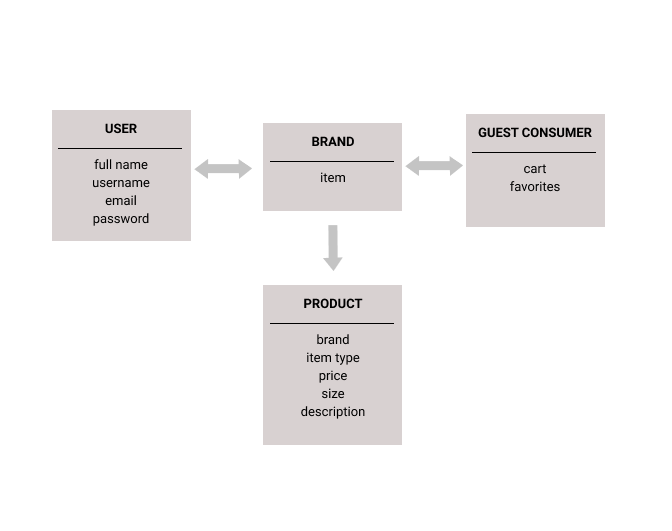 USER
full name
username
email
password
BRAND
item
GUEST CONSUMER
cart
favorites
PRODUCT
brand
item type
price
size
description